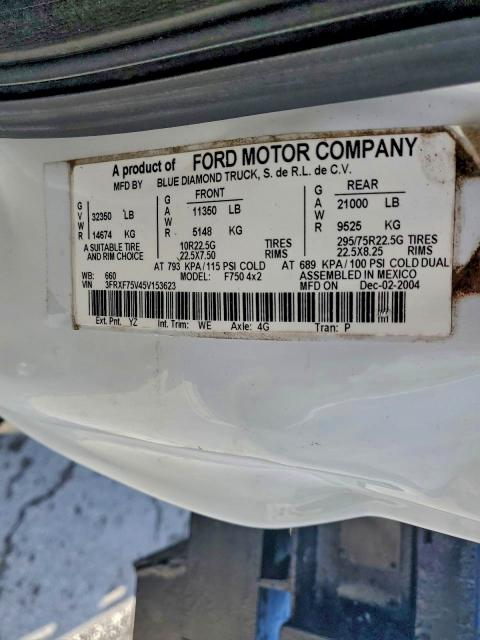 A product of FORD MOTOR COMPANY
MFD BY BLUE DIAMOND TRUCK, S. de R.L. de C.V.
GVWR 32350 LB 14674 KG
FRONT GAWR 11350 LB 5148 KG
REAR GAWR 21000 LB 9525 KG
A SUITABLE TIRE AND RIM CHOICE
10R22.5G TIRES 295/75R22.5G TIRES
22.5X7.50 RIMS 22.5X8.25 RIMS
AT 793 KPA/115 PSI COLD AT 689 KPA/100 PSI COLD DUAL
WB: 660 MODEL: F750 4x2 ASSEMBLED IN MEXICO
VIN 3FRXF75V45V153623 MFD ON Dec-02-2004
Ext. Pnt. YZ Int. Trim: WE Axle: 4G Tran: P